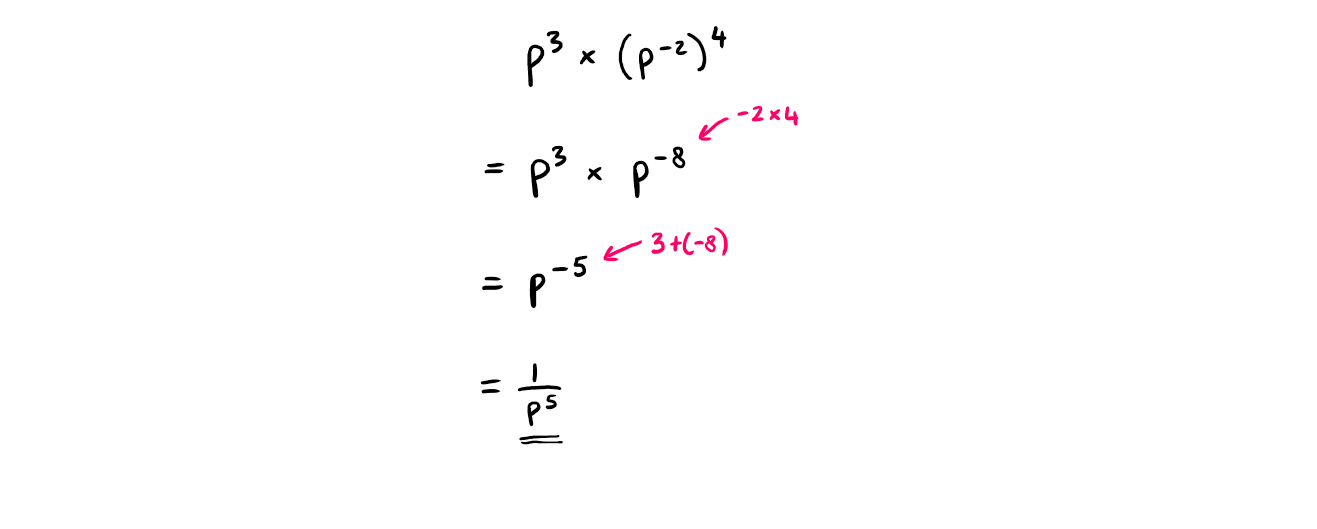 p³ × (p⁻²)⁴
= p³ × p⁻⁸ -2×4
= p⁻⁵ 3+(-8)
= 1/p⁵